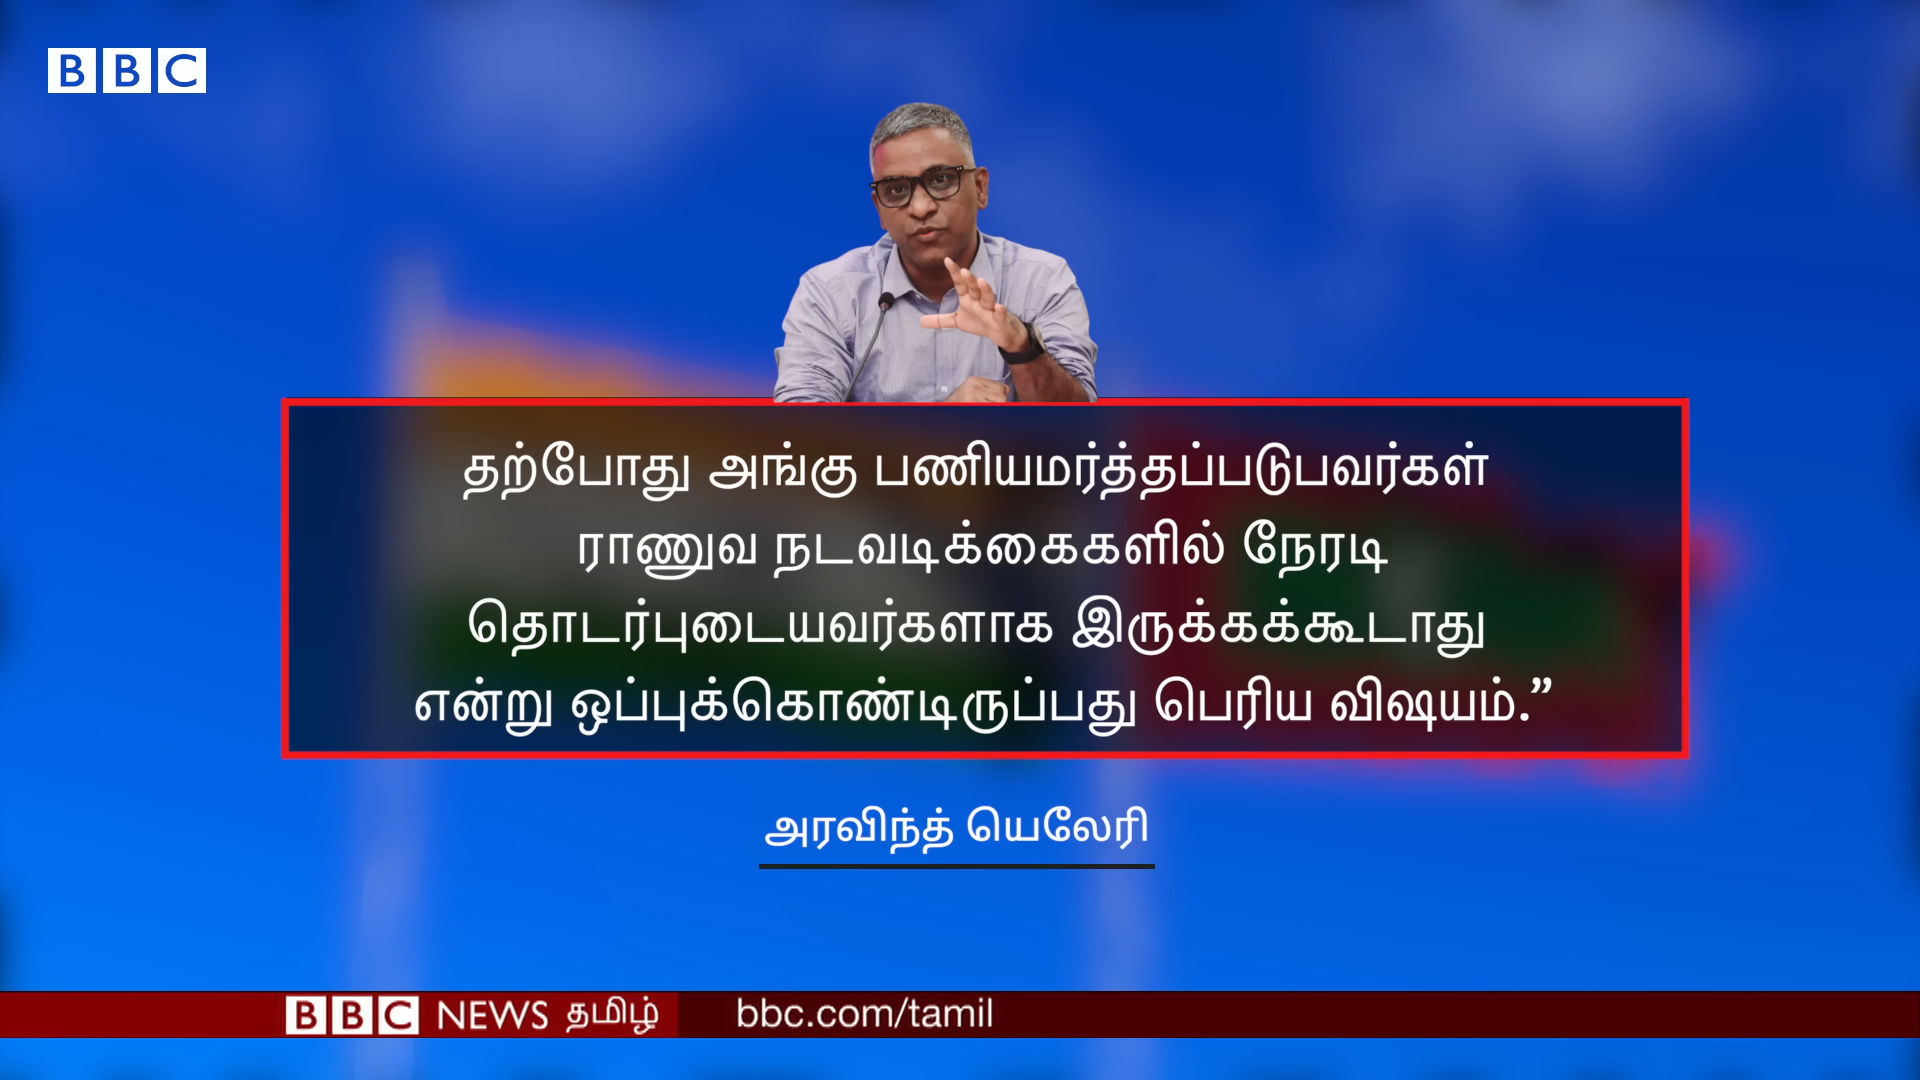 BBC
தற்போது அங்கு பணியமர்த்தப்படுபவர்கள்
ராணுவ நடவடிக்கைகளில் நேரடி
தொடர்புடையவர்களாக இருக்கக்கூடாது
என்று ஒப்புக்கொண்டிருப்பது பெரிய விஷயம்.”
அரவிந்த் யெலேரி
BBC NEWS தமிழ் bbc.com/tamil